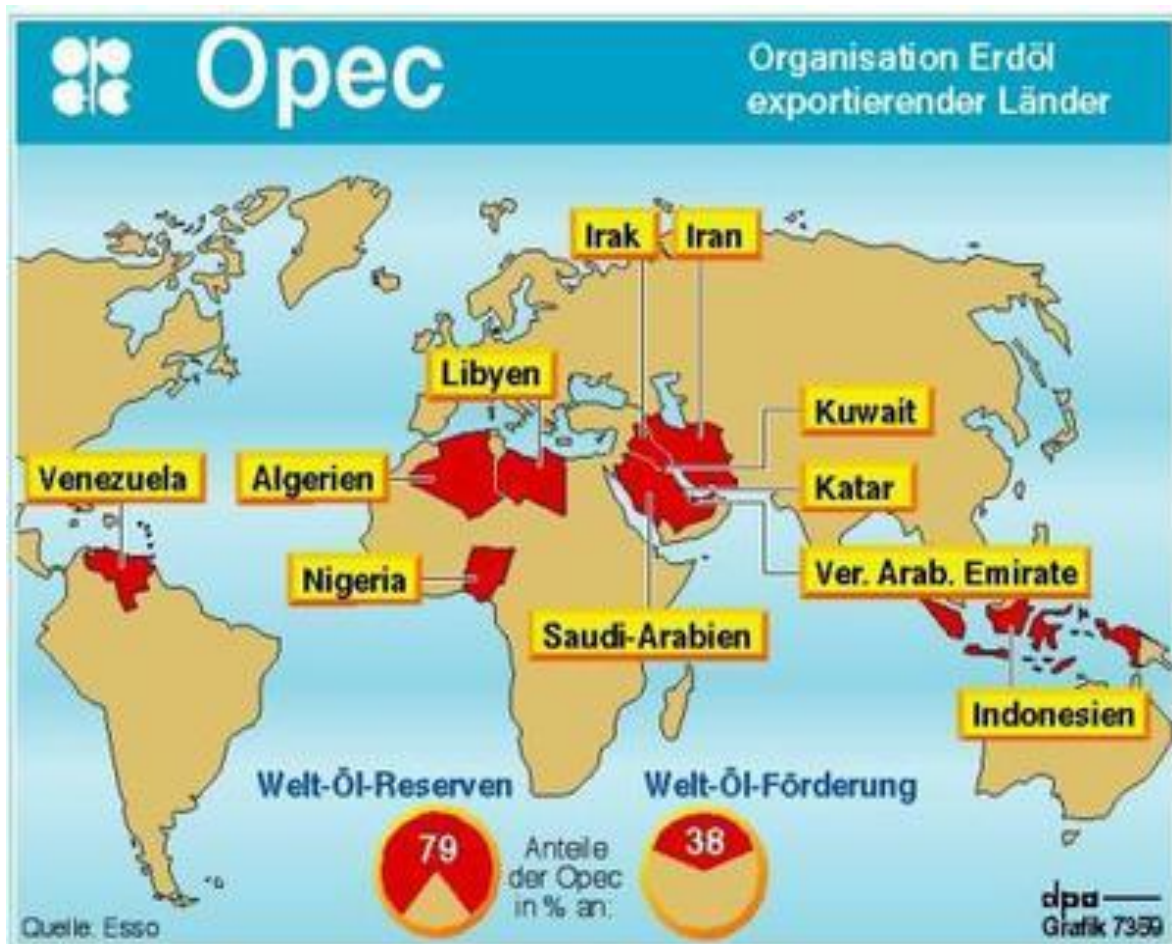 Opec
Organisation Erdöl
exportierender Länder
Irak
Iran
Libyen
Kuwait
Venezuela
Algerien
Katar
Nigeria
Ver. Arab. Emirate
Saudi-Arabien
Indonesien
Welt-Öl-Reserven
Welt-Öl-Förderung
79
Anteile
der Opec
in % an:
38
Quelle: Esso
dpa
Grafik 7359